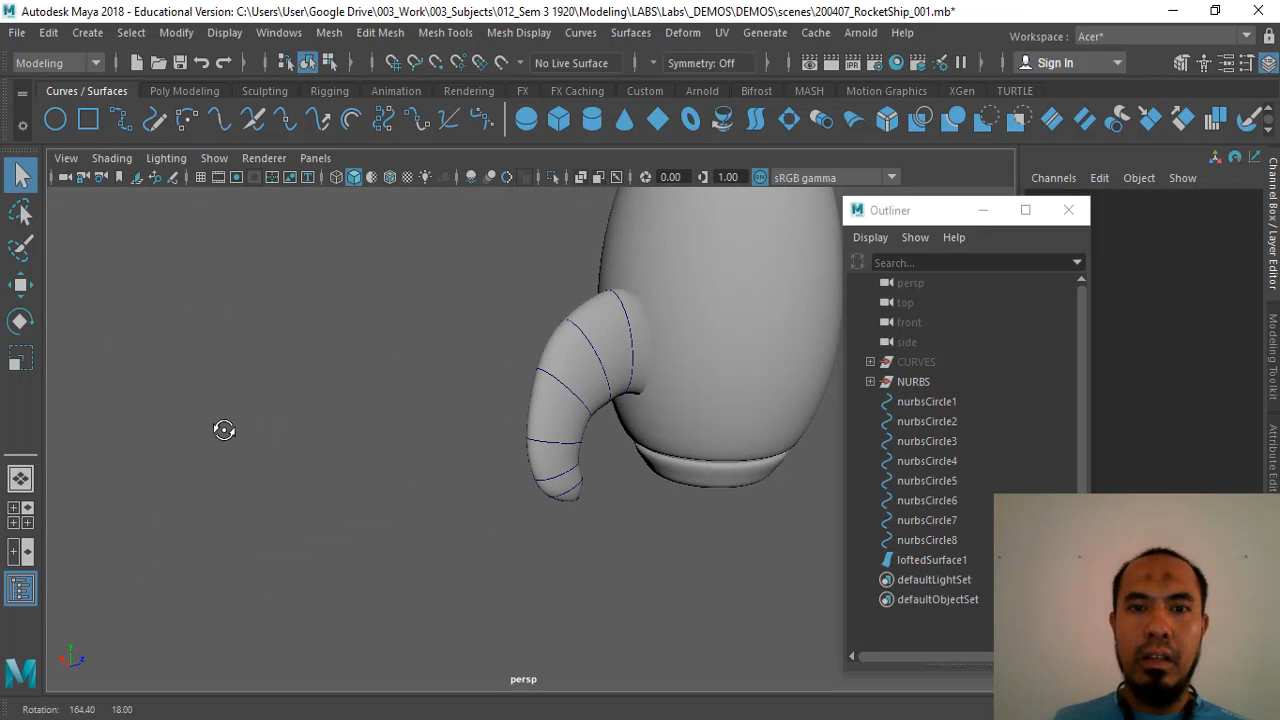 Autodesk Maya 2018 - Educational Version: C:\Users\User\Google Drive\003_Work\003_Subjects\012_Sem 3 1920\Modeling\LABS\Labs\_DEMOS\DEMOS\scenes\200407_RocketShip_01.mb*
File Edit Create Select Modify Display Windows Mesh Edit Mesh Mesh Tools Mesh Display Curves Surfaces Deform UV Generate Cache Arnold Help
Workspace : Acer*
Modeling No Live Surface Symmetry: Off Sign In
Curves / Surfaces Poly Modeling Sculpting Rigging Animation Rendering FX FX Caching Custom Arnold Bifrost MASH Motion Graphics XGen TURTLE
View Shading Lighting Show Renderer Panels
0.00 1.00 ON sRGB gamma
Channels Edit Object Show
Channel Box / Layer Editor
Modeling Toolkit
Attribute Editor
Outliner
Display Show Help
Search...
persp
top
front
side
CURVES
NURBS
nurbsCircle1
nurbsCircle2
nurbsCircle3
nurbsCircle4
nurbsCircle5
nurbsCircle6
nurbsCircle7
nurbsCircle8
loftedSurface1
defaultLightSet
defaultObjectSet
y
x z
persp
Rotation: 164.40 18.00